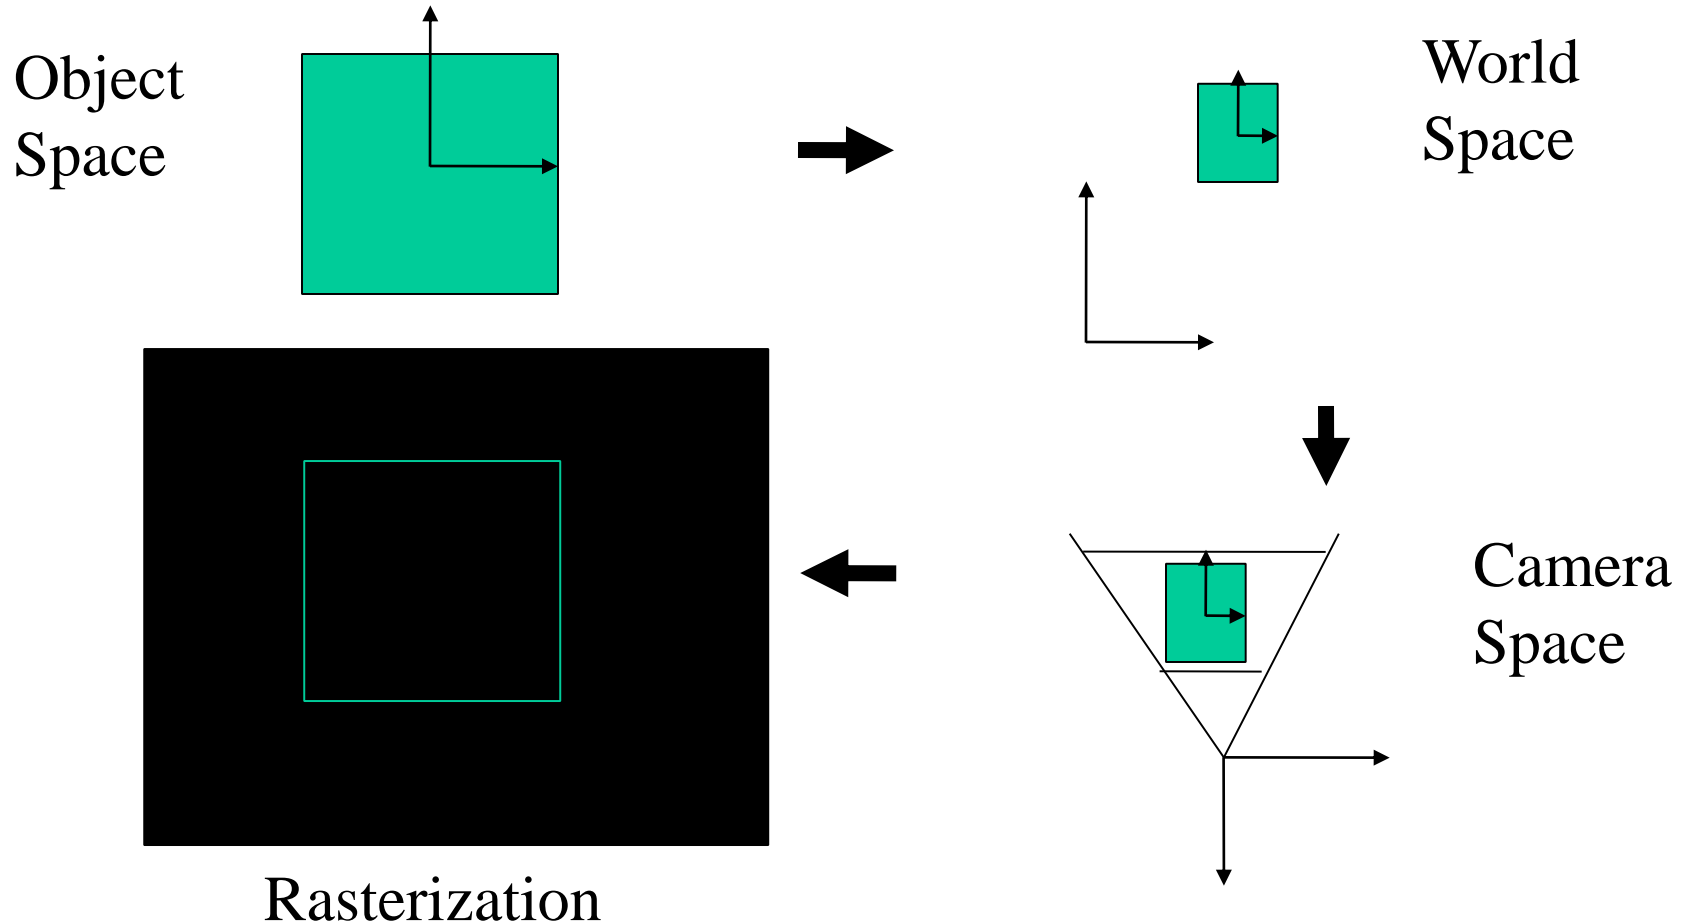 Object
Space
World
Space
Camera
Space
Rasterization